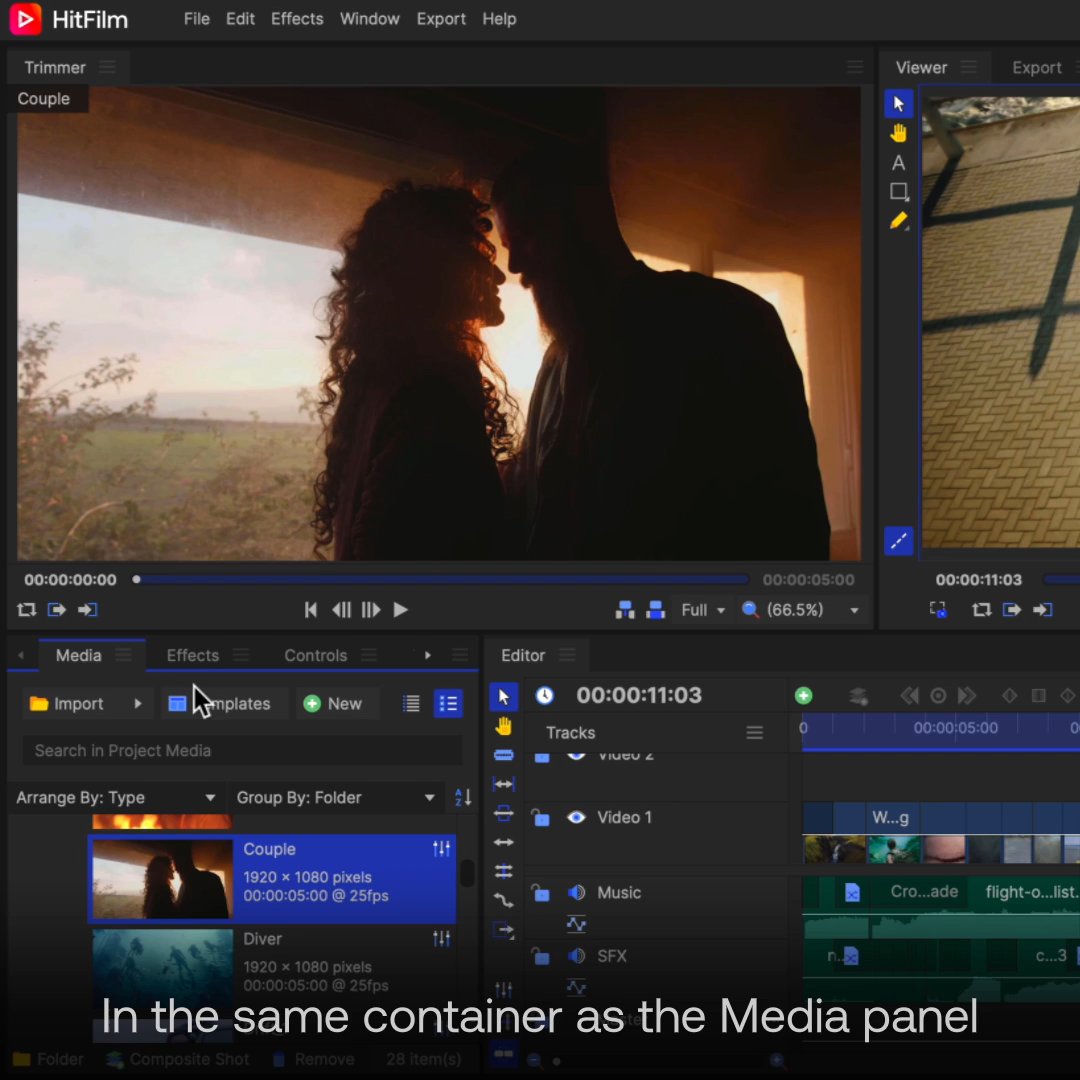 HitFilm
File Edit Effects Window Export Help
Trimmer
Viewer Export
Couple
A
00:00:00:00
00:00:05:00
00:00:11:03
Full
(66.5%)
Media Effects Controls
Editor
Import
New
00:00:11:03
Search in Project Media
Tracks
0
00:00:05:00
Arrange By: Type
Group By: Folder
Video 2
Video 1
W...g
Couple
1920 × 1080 pixels
00:00:05:00 @ 25fps
Music
Cro...ade
flight-o...list.
Diver
1920 × 1080 pixels
00:00:05:00 @ 25fps
SFX
c...3
In the same container as the Media panel
Folder
Composite Shot
Remove
28 item(s)